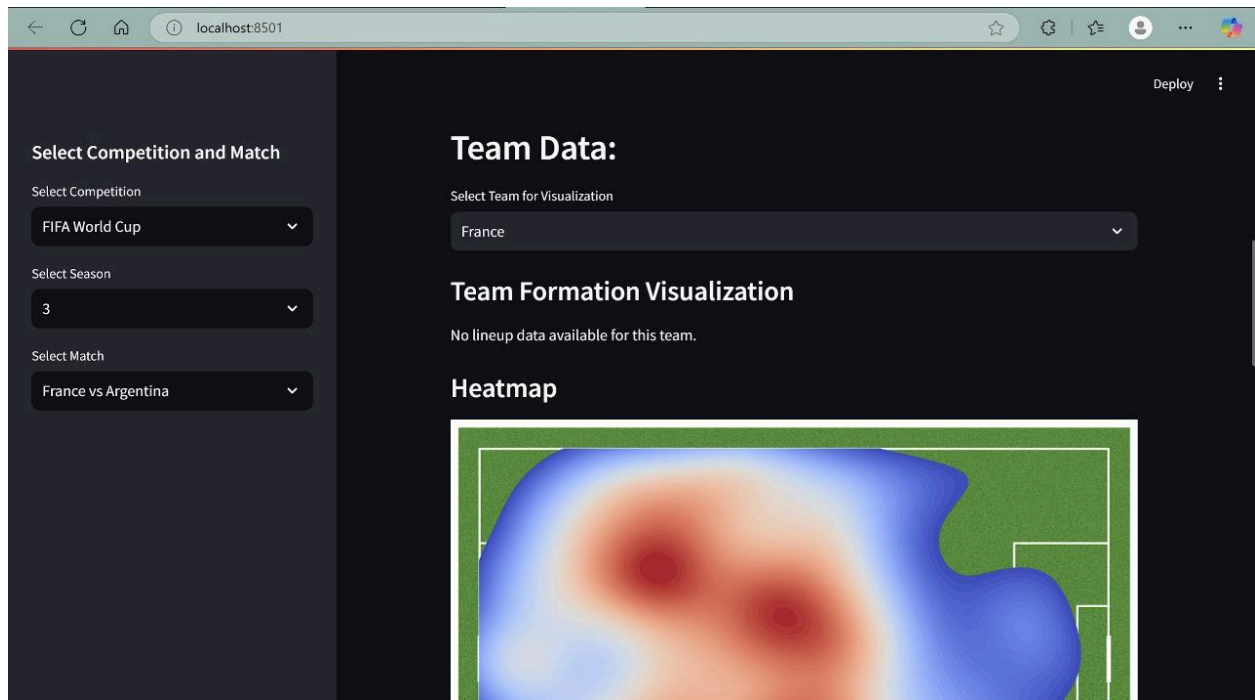 localhost:8501
Deploy
Select Competition and Match
Select Competition
FIFA World Cup
Select Season
3
Select Match
France vs Argentina
Team Data:
Select Team for Visualization
France
Team Formation Visualization
No lineup data available for this team.
Heatmap